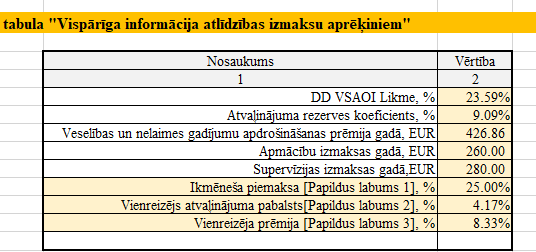 tabula "Vispārīga informācija atlīdzības izmaksu aprēķiniem"
Nosaukums Vērtība
1 2
DD VSAOI Likme, % 23.59%
Atvaļinājuma rezerves koeficients, % 9.09%
Veselības un nelaimes gadījumu apdrošināšanas prēmija gadā, EUR 426.86
Apmācību izmaksas gadā, EUR 260.00
Supervīzijas izmaksas gadā,EUR 280.00
Ikmēneša piemaksa [Papildus labums 1], % 25.00%
Vienreizējs atvaļinājuma pabalsts[Papildus labums 2], % 4.17%
Vienreizēja prēmija [Papildus labums 3], % 8.33%